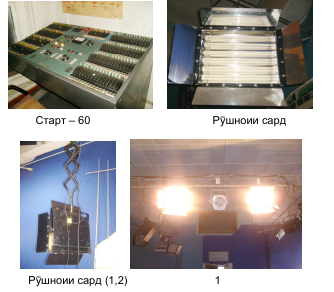 Старт – 60
Рӯшноии сард
Рӯшноии сард (1,2)
1